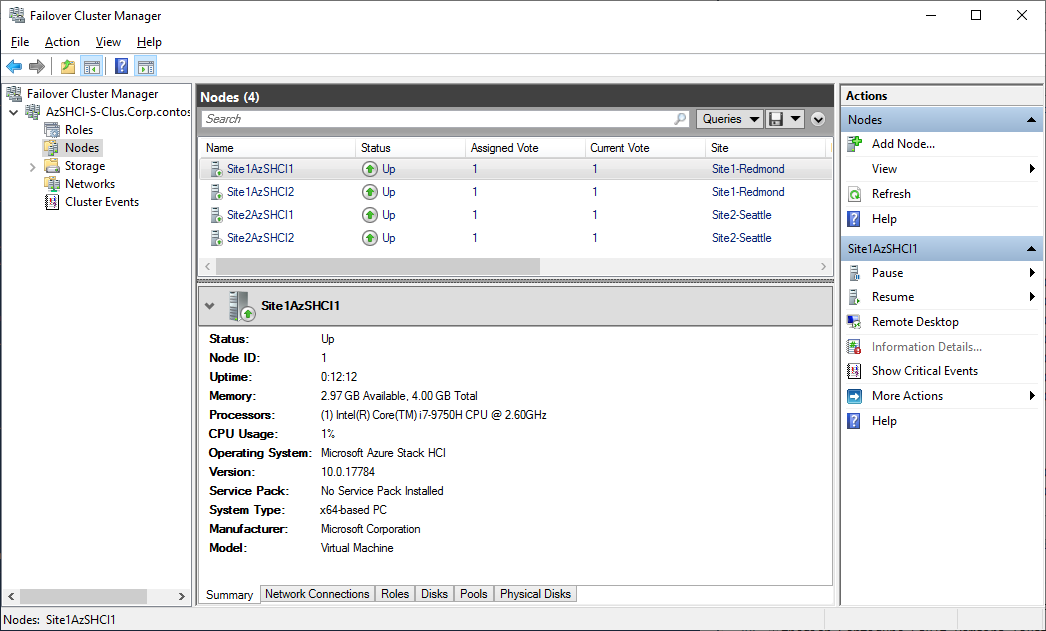 Failover Cluster Manager
File Action View Help
Failover Cluster Manager
AzSHCI-S-Clus.Corp.contos
Roles
Nodes
Storage
Networks
Cluster Events
Nodes (4)
Search
Queries
Name Status Assigned Vote Current Vote Site
Site1AzSHCI1 Up 1 1 Site1-Redmond
Site1AzSHCI2 Up 1 1 Site1-Redmond
Site2AzSHCI1 Up 1 1 Site2-Seattle
Site2AzSHCI2 Up 1 1 Site2-Seattle
Site1AzSHCI1
Status: Up
Node ID: 1
Uptime: 0:12:12
Memory: 2.97 GB Available, 4.00 GB Total
Processors: (1) Intel(R) Core(TM) i7-9750H CPU @ 2.60GHz
CPU Usage: 1%
Operating System: Microsoft Azure Stack HCI
Version: 10.0.17784
Service Pack: No Service Pack Installed
System Type: x64-based PC
Manufacturer: Microsoft Corporation
Model: Virtual Machine
Summary Network Connections Roles Disks Pools Physical Disks
Actions
Nodes
Add Node...
View
Refresh
Help
Site1AzSHCI1
Pause
Resume
Remote Desktop
Information Details...
Show Critical Events
More Actions
Help
Nodes: Site1AzSHCI1